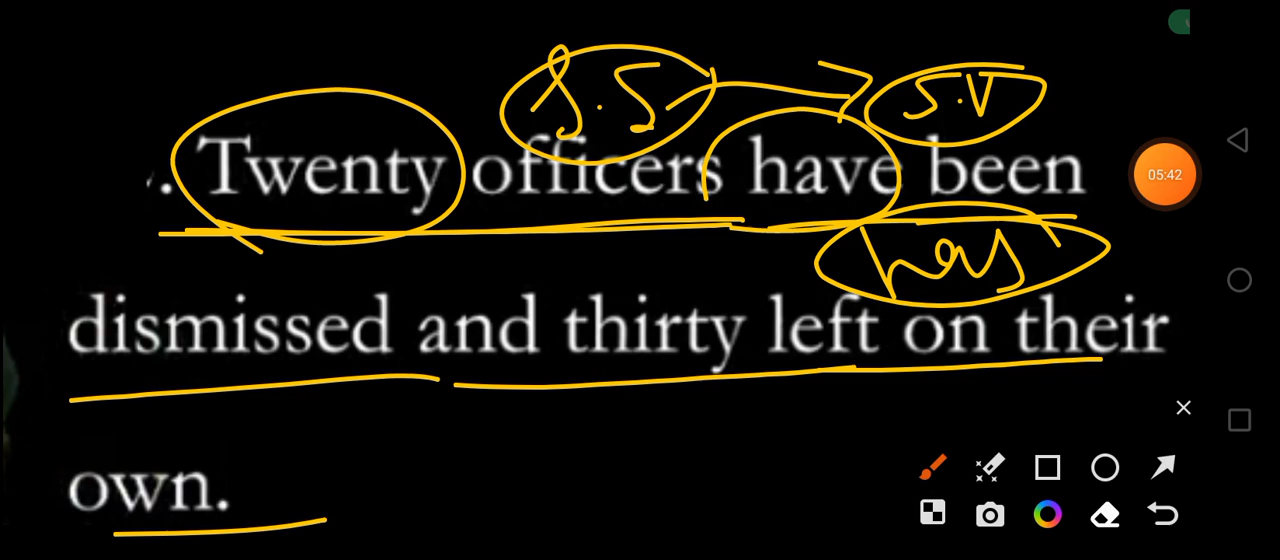 S.S S.V
. Twenty officers have been
has
dismissed and thirty left on their
own.
05:42